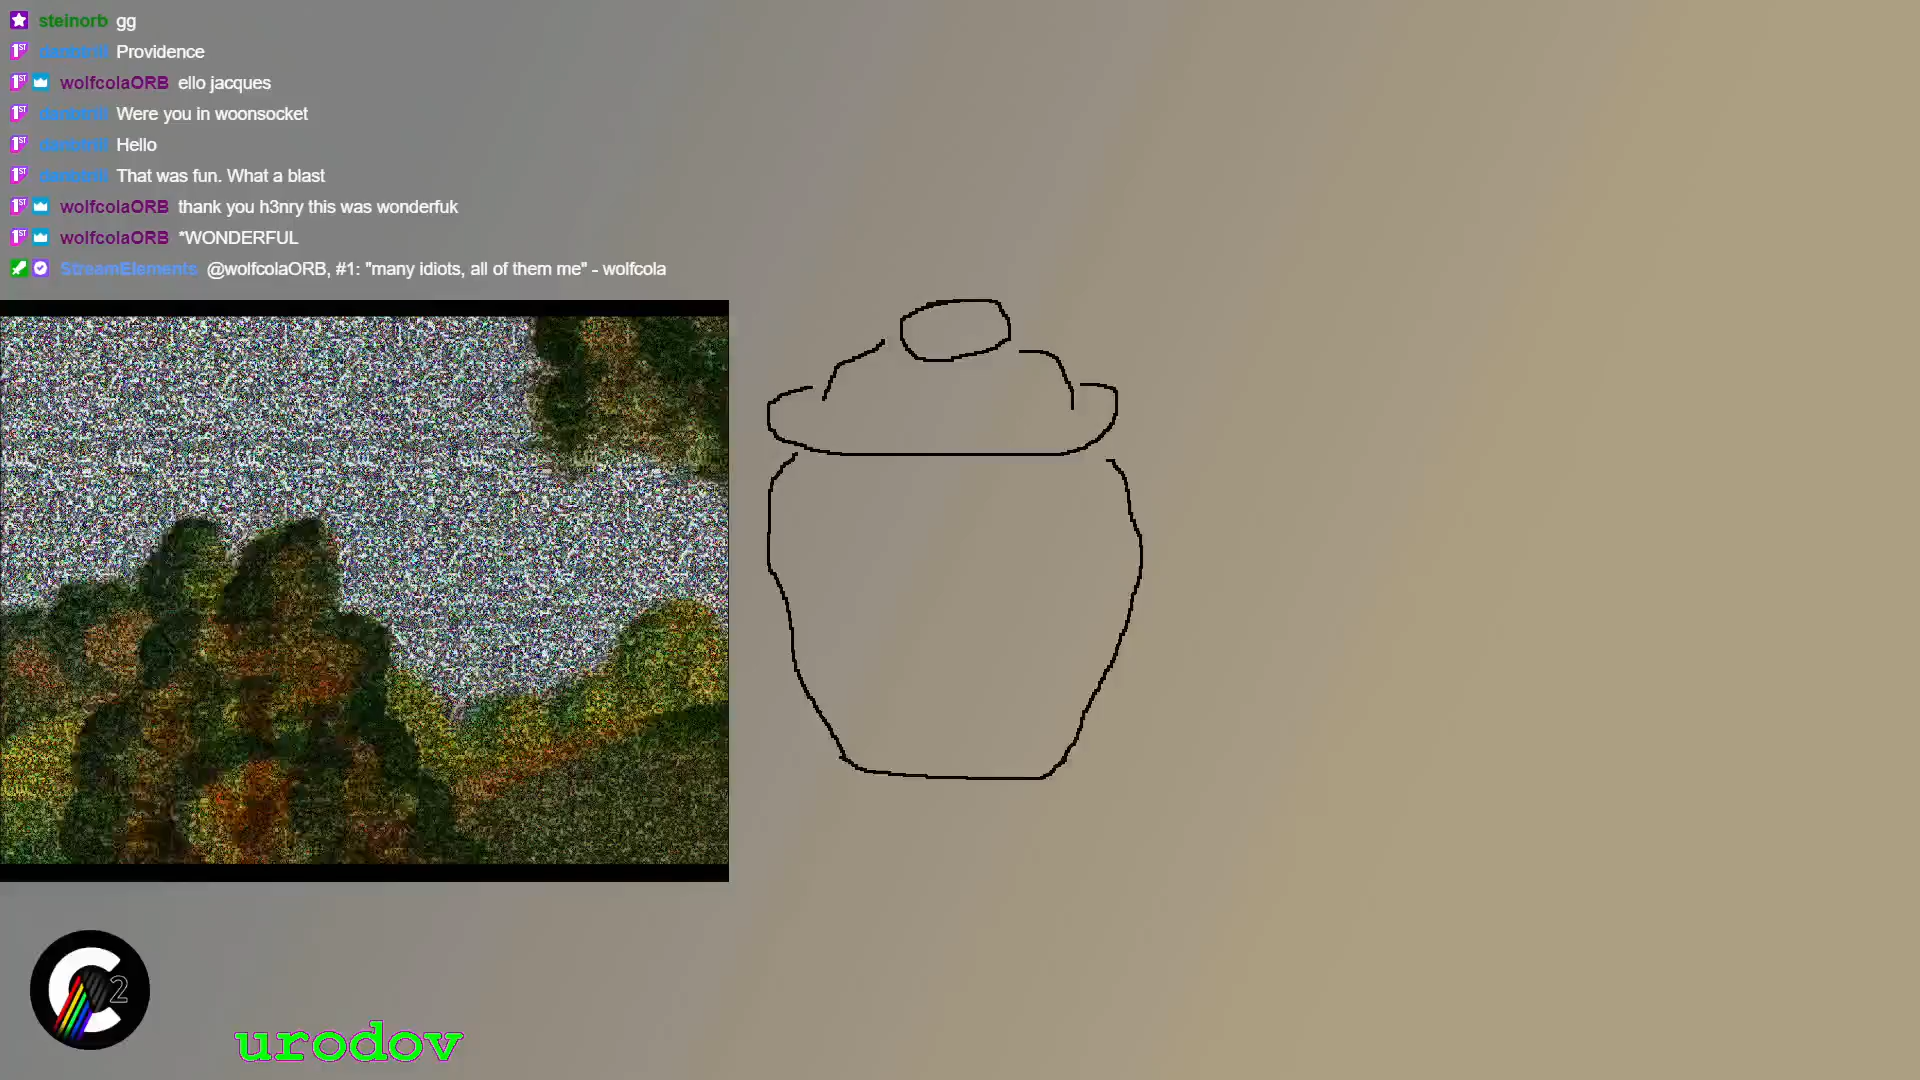 steinorb gg
Providence
wolfcolaORB ello jacques
Were you in woonsocket
Hello
That was fun. What a blast
wolfcolaORB thank you h3nry this was wonderfuk
wolfcolaORB *WONDERFUL
StreamElements @wolfcolaORB, #1: "many idiots, all of them me" - wolfcola
C 2
urodov